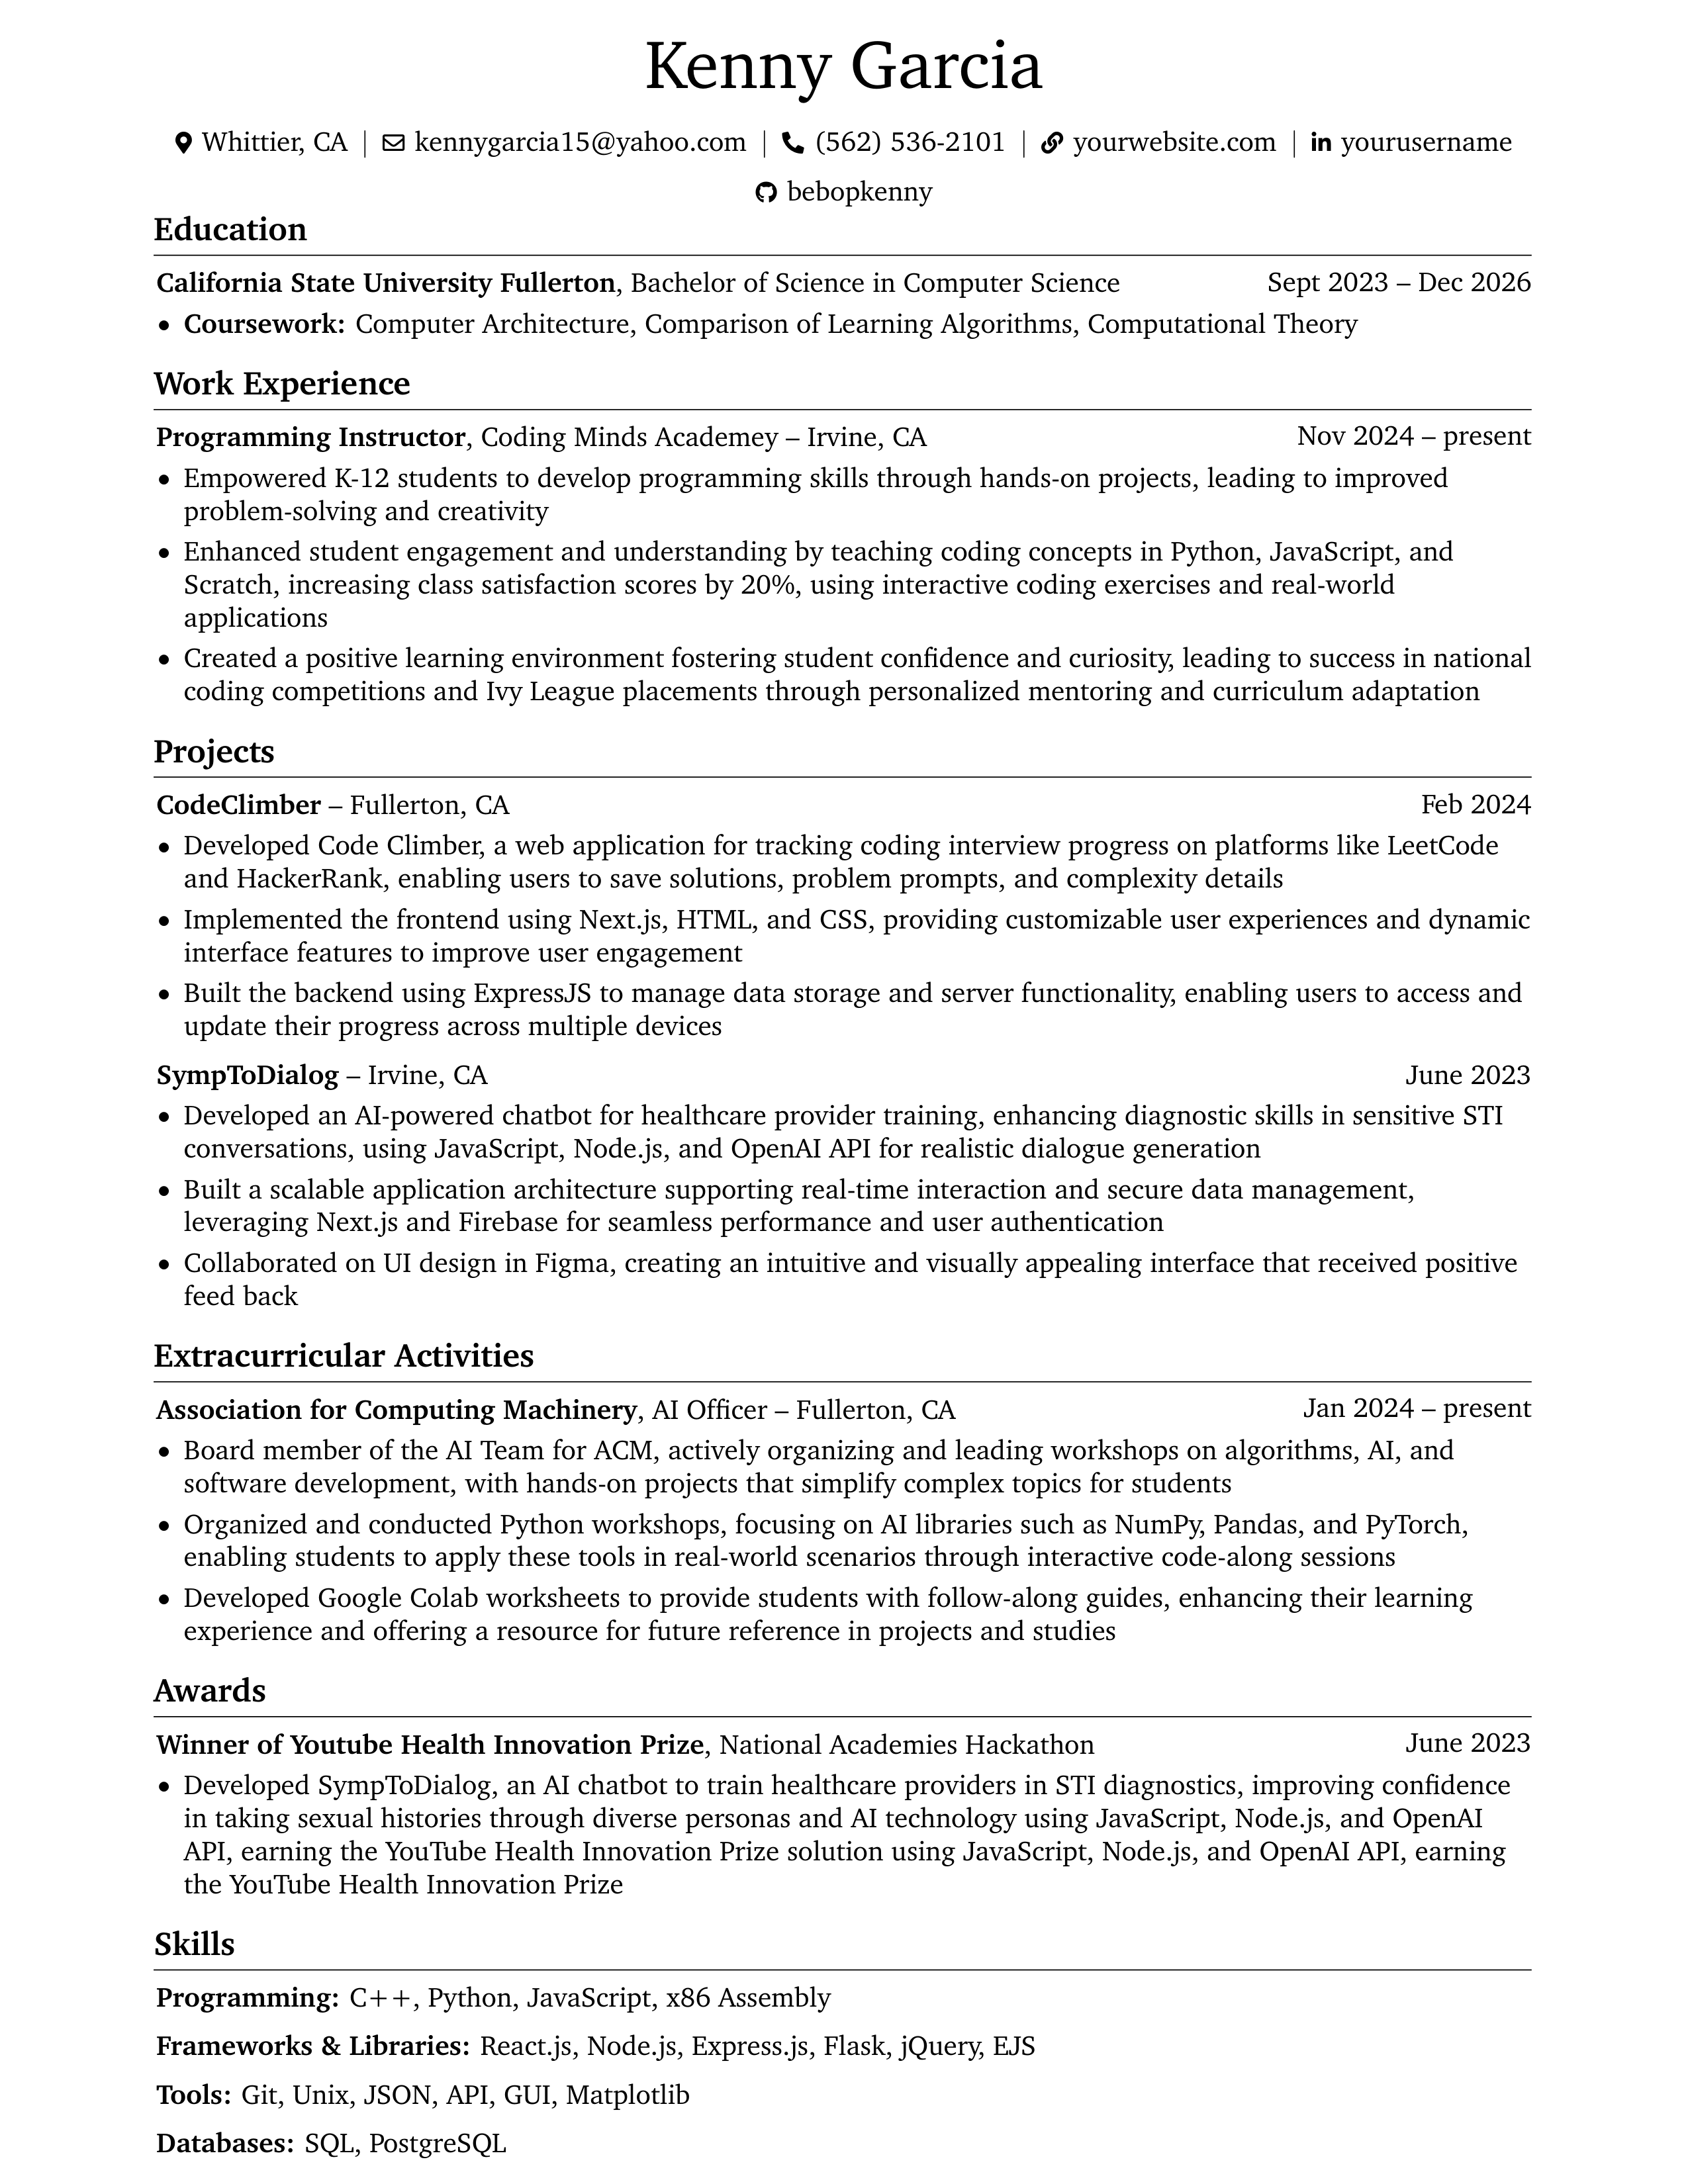 Kenny Garcia
Whittier, CA | kennygarcia15@yahoo.com | (562) 536-2101 | yourwebsite.com | yourusername
bebopkenny
Education
California State University Fullerton, Bachelor of Science in Computer Science Sept 2023 – Dec 2026
• Coursework: Computer Architecture, Comparison of Learning Algorithms, Computational Theory
Work Experience
Programming Instructor, Coding Minds Academey – Irvine, CA Nov 2024 – present
• Empowered K-12 students to develop programming skills through hands-on projects, leading to improved
problem-solving and creativity
• Enhanced student engagement and understanding by teaching coding concepts in Python, JavaScript, and
Scratch, increasing class satisfaction scores by 20%, using interactive coding exercises and real-world
applications
• Created a positive learning environment fostering student confidence and curiosity, leading to success in national
coding competitions and Ivy League placements through personalized mentoring and curriculum adaptation
Projects
CodeClimber – Fullerton, CA Feb 2024
• Developed Code Climber, a web application for tracking coding interview progress on platforms like LeetCode
and HackerRank, enabling users to save solutions, problem prompts, and complexity details
• Implemented the frontend using Next.js, HTML, and CSS, providing customizable user experiences and dynamic
interface features to improve user engagement
• Built the backend using ExpressJS to manage data storage and server functionality, enabling users to access and
update their progress across multiple devices
SympToDialog – Irvine, CA June 2023
• Developed an AI-powered chatbot for healthcare provider training, enhancing diagnostic skills in sensitive STI
conversations, using JavaScript, Node.js, and OpenAI API for realistic dialogue generation
• Built a scalable application architecture supporting real-time interaction and secure data management,
leveraging Next.js and Firebase for seamless performance and user authentication
• Collaborated on UI design in Figma, creating an intuitive and visually appealing interface that received positive
feed back
Extracurricular Activities
Association for Computing Machinery, AI Officer – Fullerton, CA Jan 2024 – present
• Board member of the AI Team for ACM, actively organizing and leading workshops on algorithms, AI, and
software development, with hands-on projects that simplify complex topics for students
• Organized and conducted Python workshops, focusing on AI libraries such as NumPy, Pandas, and PyTorch,
enabling students to apply these tools in real-world scenarios through interactive code-along sessions
• Developed Google Colab worksheets to provide students with follow-along guides, enhancing their learning
experience and offering a resource for future reference in projects and studies
Awards
Winner of Youtube Health Innovation Prize, National Academies Hackathon June 2023
• Developed SympToDialog, an AI chatbot to train healthcare providers in STI diagnostics, improving confidence
in taking sexual histories through diverse personas and AI technology using JavaScript, Node.js, and OpenAI
API, earning the YouTube Health Innovation Prize solution using JavaScript, Node.js, and OpenAI API, earning
the YouTube Health Innovation Prize
Skills
Programming: C++, Python, JavaScript, x86 Assembly
Frameworks & Libraries: React.js, Node.js, Express.js, Flask, jQuery, EJS
Tools: Git, Unix, JSON, API, GUI, Matplotlib
Databases: SQL, PostgreSQL